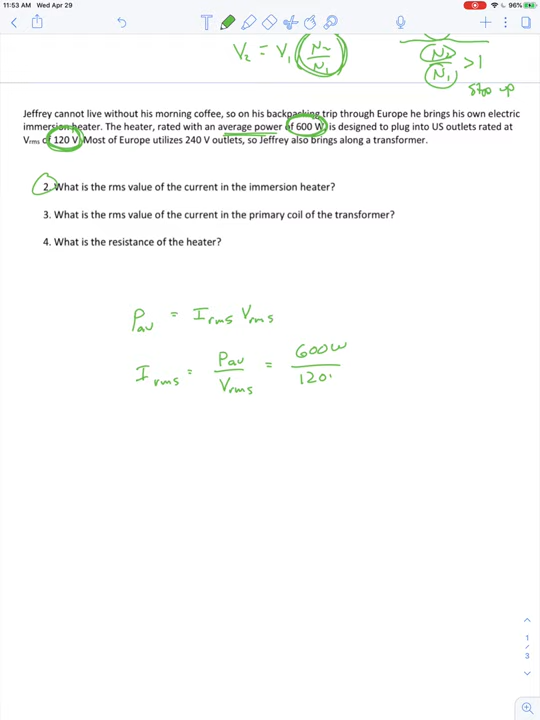 11:53 AM Wed Apr 29
96%
V₂ = V₁ (N₂/N₁)
N₂/N₁ > 1
step up
Jeffrey cannot live without his morning coffee, so on his backpacking trip through Europe he brings his own electric
immersion heater. The heater, rated with an average power of 600 W, is designed to plug into US outlets rated at
Vrms of 120 V. Most of Europe utilizes 240 V outlets, so Jeffrey also brings along a transformer.
2. What is the rms value of the current in the immersion heater?
3. What is the rms value of the current in the primary coil of the transformer?
4. What is the resistance of the heater?
Pav = Irms Vrms
Irms = Pav/Vrms = 600W/120
1
/
3